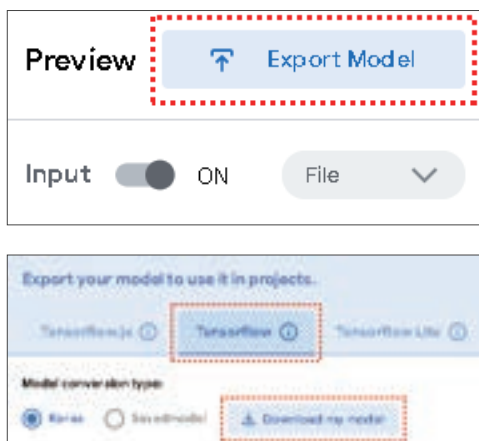 Preview
Export Model
Input ON File
Export your model to use it in projects.
Tensorflow.js Tensorflow Tensorflow Lite
Model conversion type:
Keras Savedmodel Download my model